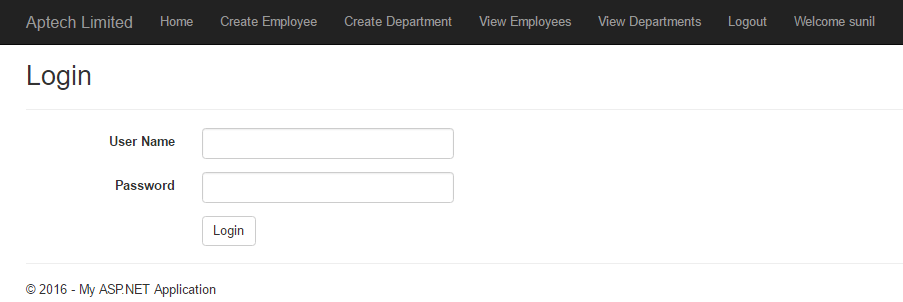 Aptech Limited Home Create Employee Create Department View Employees View Departments Logout Welcome sunil
Login
User Name
Password
Login
© 2016 - My ASP.NET Application